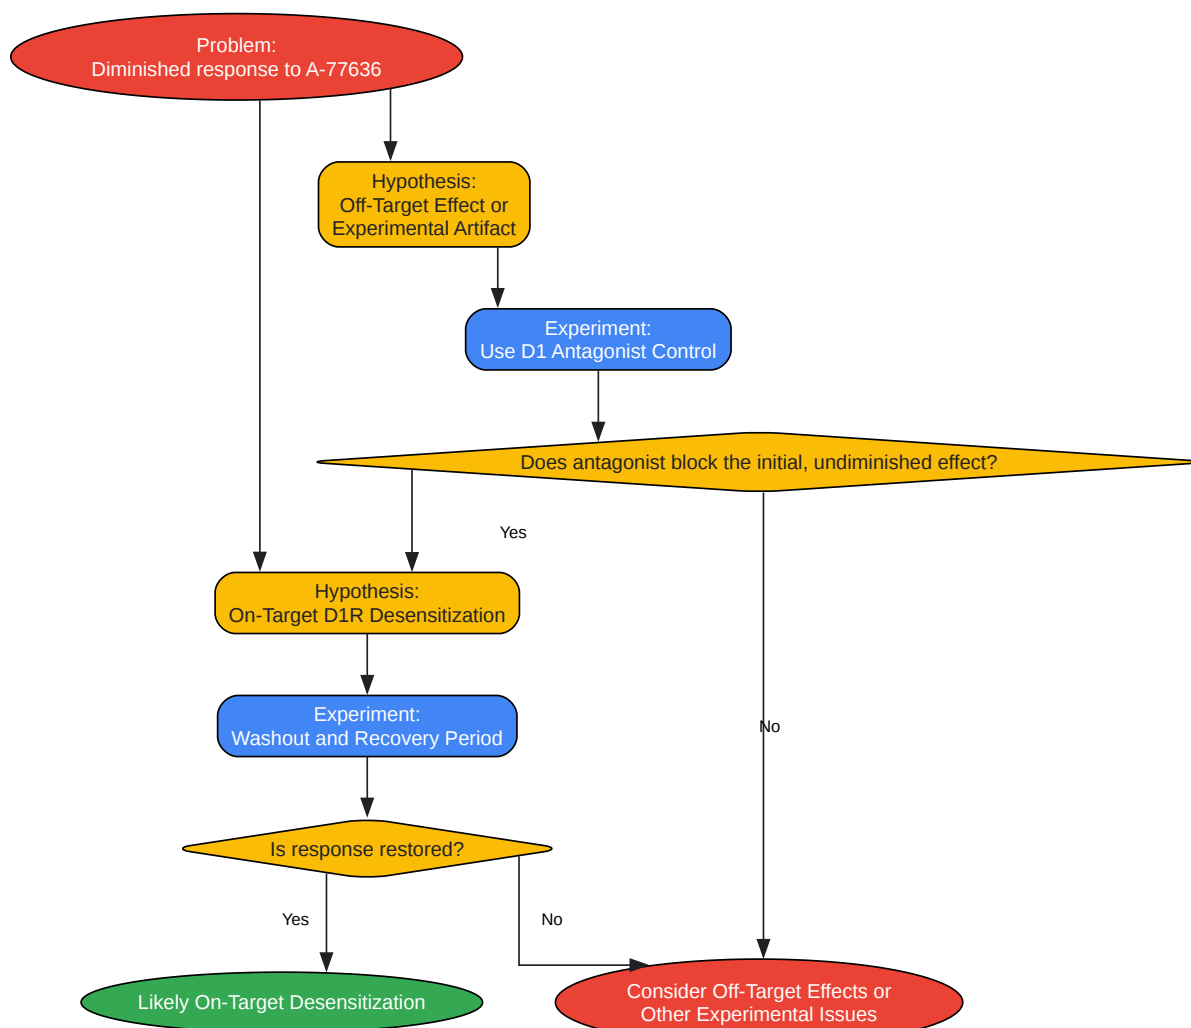 Problem:
Diminished response to A-77636
Hypothesis:
Off-Target Effect or
Experimental Artifact
Experiment:
Use D1 Antagonist Control
Does antagonist block the initial, undiminished effect?
Yes
Hypothesis:
On-Target D1R Desensitization
Experiment:
Washout and Recovery Period
No
Is response restored?
Yes
No
Likely On-Target Desensitization
Consider Off-Target Effects or
Other Experimental Issues